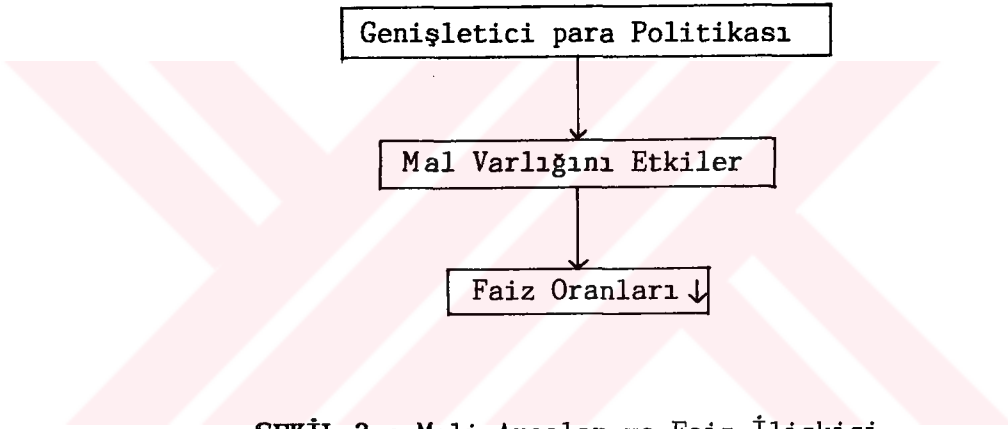 Genişletici para Politikası
Mal Varlığını Etkiler
Faiz Oranları ↓
ŞEKİL 2 Mali Araçlar ve Faiz İlişkisi